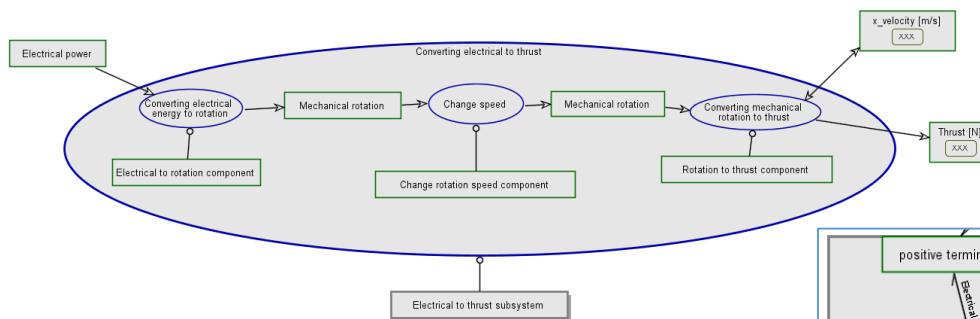 x_velocity [m/s]
xxx
Electrical power
Converting electrical to thrust
Converting electrical
energy to rotation
Mechanical rotation
Change speed
Mechanical rotation
Converting mechanical
rotation to thrust
Thrust [N]
xxx
Electrical to rotation component
Change rotation speed component
Rotation to thrust component
positive termin
Electrical
Electrical to thrust subsystem